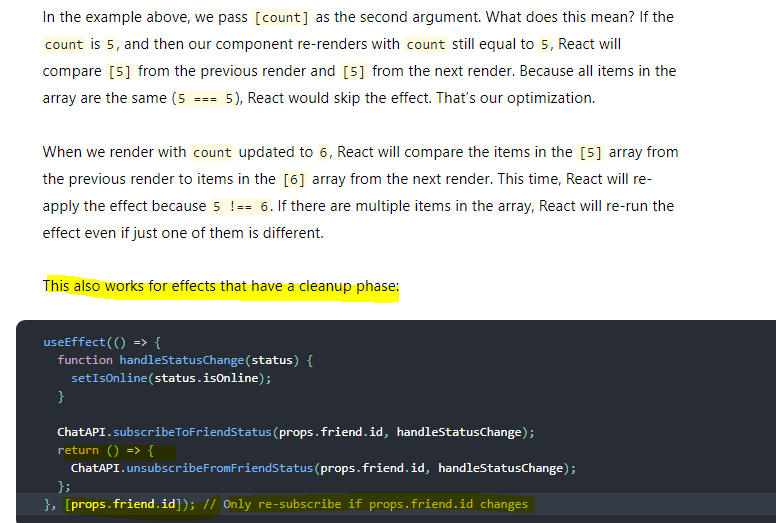 In the example above, we pass [count] as the second argument. What does this mean? If the
count is 5, and then our component re-renders with count still equal to 5, React will
compare [5] from the previous render and [5] from the next render. Because all items in the
array are the same (5 === 5), React would skip the effect. That’s our optimization.
When we render with count updated to 6, React will compare the items in the [5] array from
the previous render to items in the [6] array from the next render. This time, React will re-
apply the effect because 5 !== 6. If there are multiple items in the array, React will re-run the
effect even if just one of them is different.
This also works for effects that have a cleanup phase:
useEffect(() => {
  function handleStatusChange(status) {
    setIsOnline(status.isOnline);
  }
  ChatAPI.subscribeToFriendStatus(props.friend.id, handleStatusChange);
  return () => {
    ChatAPI.unsubscribeFromFriendStatus(props.friend.id, handleStatusChange);
  };
}, [props.friend.id]); // Only re-subscribe if props.friend.id changes